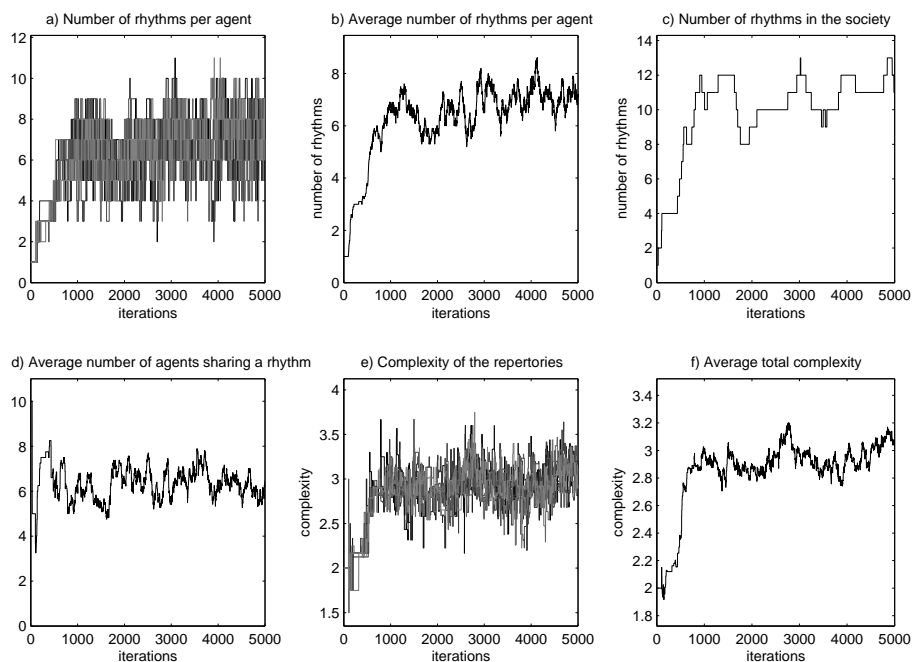 a) Number of rhythms per agent
12
10
8
6
4
2
0
0 1000 2000 3000 4000 5000
iterations
b) Average number of rhythms per agent
number of rhythms
8
6
4
2
0
0 1000 2000 3000 4000 5000
iterations
c) Number of rhythms in the society
number of rhythms
14
12
10
8
6
4
2
0
0 1000 2000 3000 4000 5000
iterations
d) Average number of agents sharing a rhythm
10
8
6
4
2
0
0 1000 2000 3000 4000 5000
iterations
e) Complexity of the repertories
complexity
3.5
3
2.5
2
1.5
0 1000 2000 3000 4000 5000
iterations
f) Average total complexity
complexity
3.4
3.2
3
2.8
2.6
2.4
2.2
2
1.8
0 1000 2000 3000 4000 5000
iterations